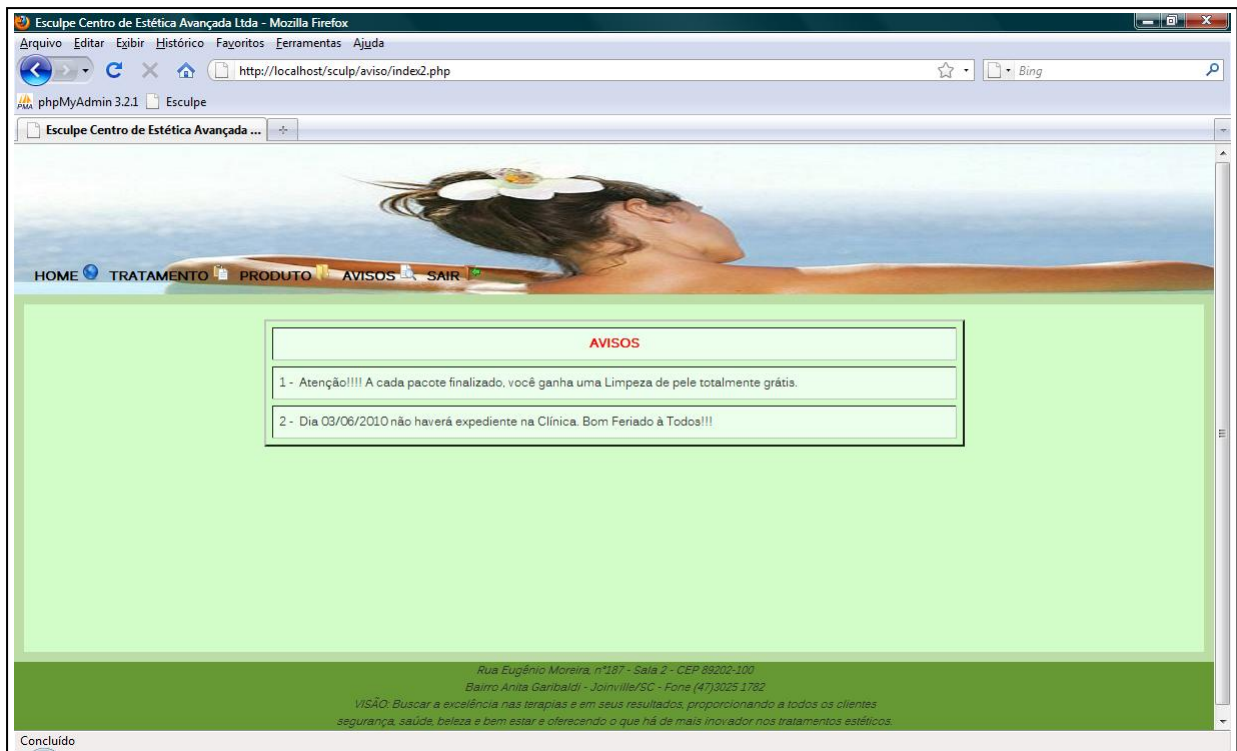 Esculpe Centro de Estética Avançada Ltda - Mozilla Firefox
Arquivo Editar Exibir Histórico Favoritos Ferramentas Ajuda
http://localhost/sculp/aviso/index2.php
Bing
phpMyAdmin 3.2.1 Esculpe
Esculpe Centro de Estética Avançada ...
HOME TRATAMENTO PRODUTO AVISOS SAIR
AVISOS
1 - Atenção!!!! A cada pacote finalizado, você ganha uma Limpeza de pele totalmente grátis.
2 - Dia 03/06/2010 não haverá expediente na Clínica. Bom Feriado à Todos!!!
Rua Eugênio Moreira, n°187 - Sala 2 - CEP 89202-100
Bairro Anita Garibaldi - Joinville/SC - Fone (47)3025 1782
VISÃO: Buscar a excelência nas terapias e em seus resultados, proporcionando a todos os clientes
segurança, saúde, beleza e bem estar e oferecendo o que há de mais inovador nos tratamentos estéticos.
Concluído